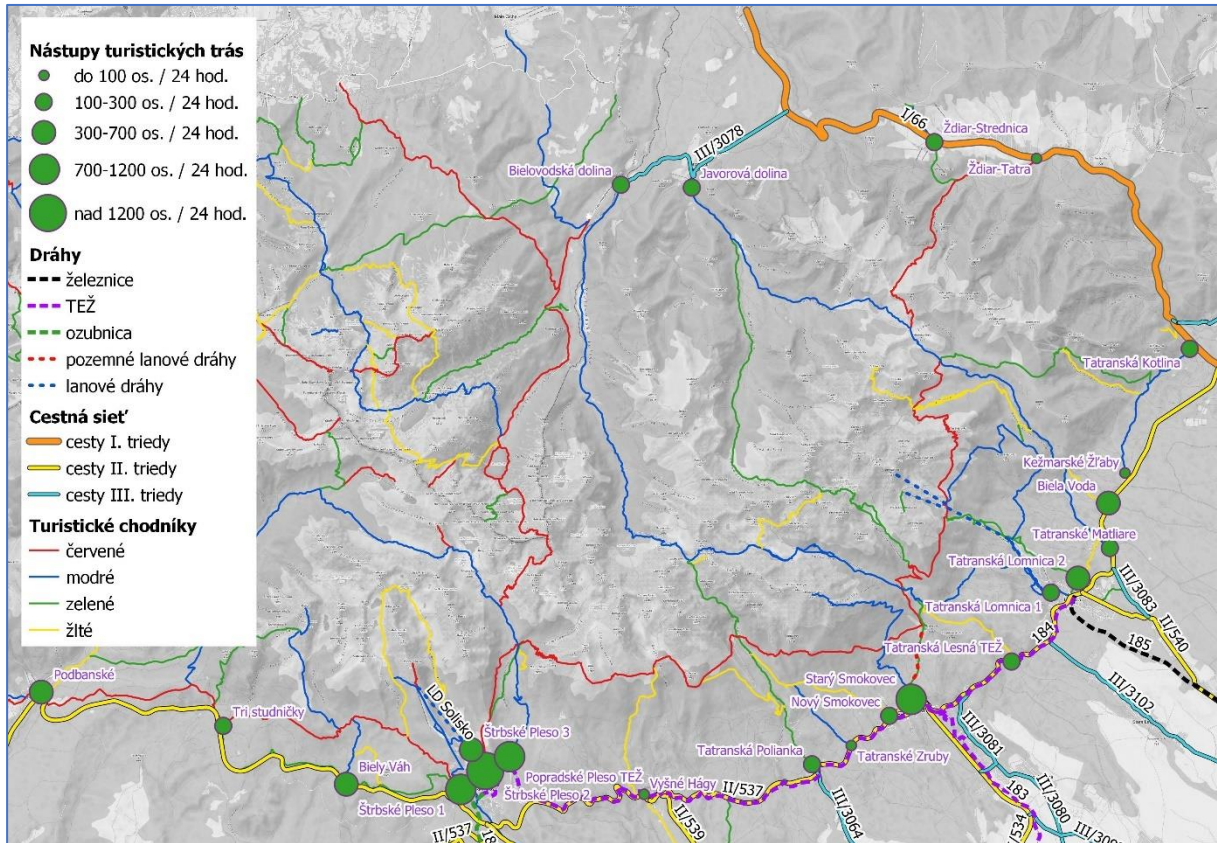 Nástupy turistických trás
do 100 os. / 24 hod.
100-300 os. / 24 hod.
300-700 os. / 24 hod.
700-1200 os. / 24 hod.
nad 1200 os. / 24 hod.
Dráhy
železnice
TEŽ
ozubnica
pozemné lanové dráhy
lanové dráhy
Cestná sieť
cesty I. triedy
cesty II. triedy
cesty III. triedy
Turistické chodníky
červené
modré
zelené
žlté
I/66
Ždiar-Strednica
III/3078
Ždiar-Tatra
Bielovodská dolina
Javorová dolina
Tatranská Kotlina
Kežmarské Žľaby
Biela Voda
Tatranské Matliare
Tatranská Lomnica 2
Tatranská Lomnica 1
III/3083
II/540
184
185
Tatranská Lesná TEŽ
III/3102
Starý Smokovec
Nový Smokovec
Podbanské
Tri studničky
LD Solisko
Štrbské Pleso 3
Tatranské Zruby
III/3081
Tatranská Polianka
Biely Váh
Popradské Pleso TEŽ
Vyšné Hágy
II/537
Štrbské Pleso 2
Štrbské Pleso 1
183
III/3080
III/3064
II/537
II/539
II/534